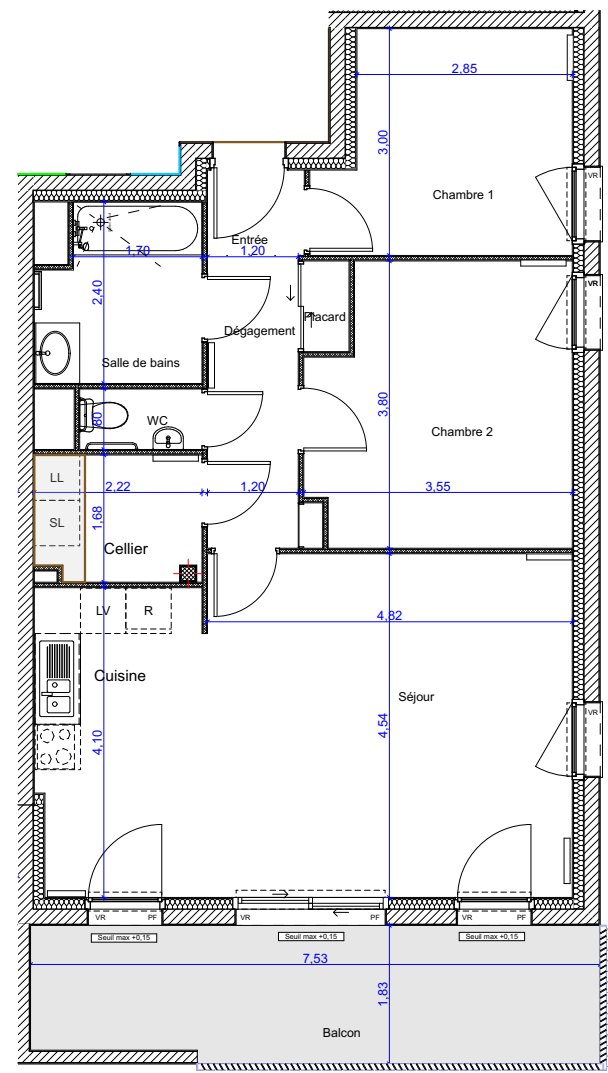 2,85
3,00
VR
Chambre 1
Entrée
1,70
1,20
2,40
VR
Placard
Dégagement
Salle de bains
3,80
WC
,80
Chambre 2
LL
2,22
1,20
3,55
SL
1,68
Cellier
LV
R
4,82
Cuisine
Séjour
4,54
4,10
VR
VR
PF
VR
PF
VR
PF
Seuil max +0,15
Seuil max +0,15
Seuil max +0,15
7,53
1,83
Balcon